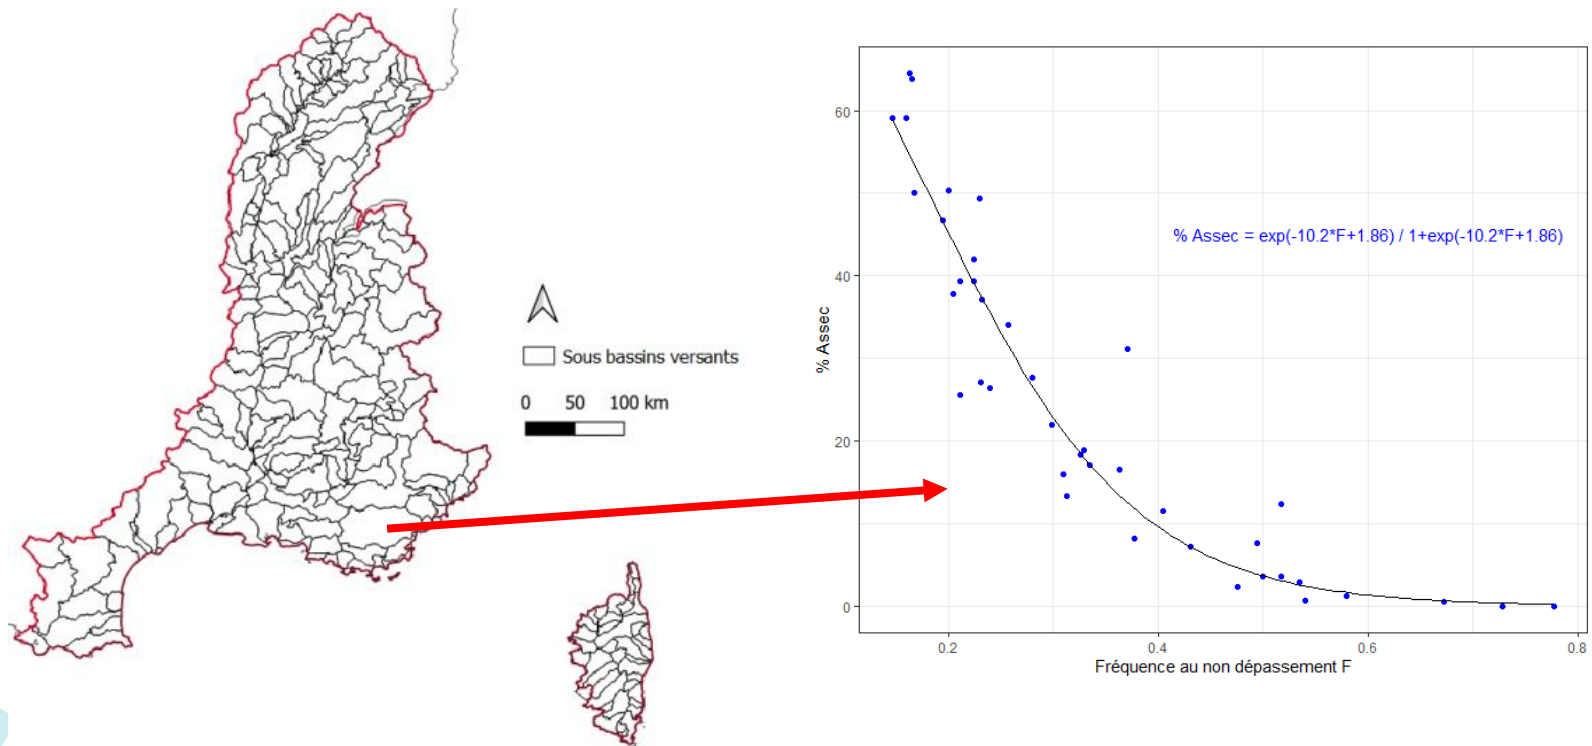 Sous bassins versants
0 50 100 km
% Assec = exp(-10.2*F+1.86) / 1+exp(-10.2*F+1.86)
% Assec
60
40
20
0
0.2 0.4 0.6 0.8
Fréquence au non dépassement F